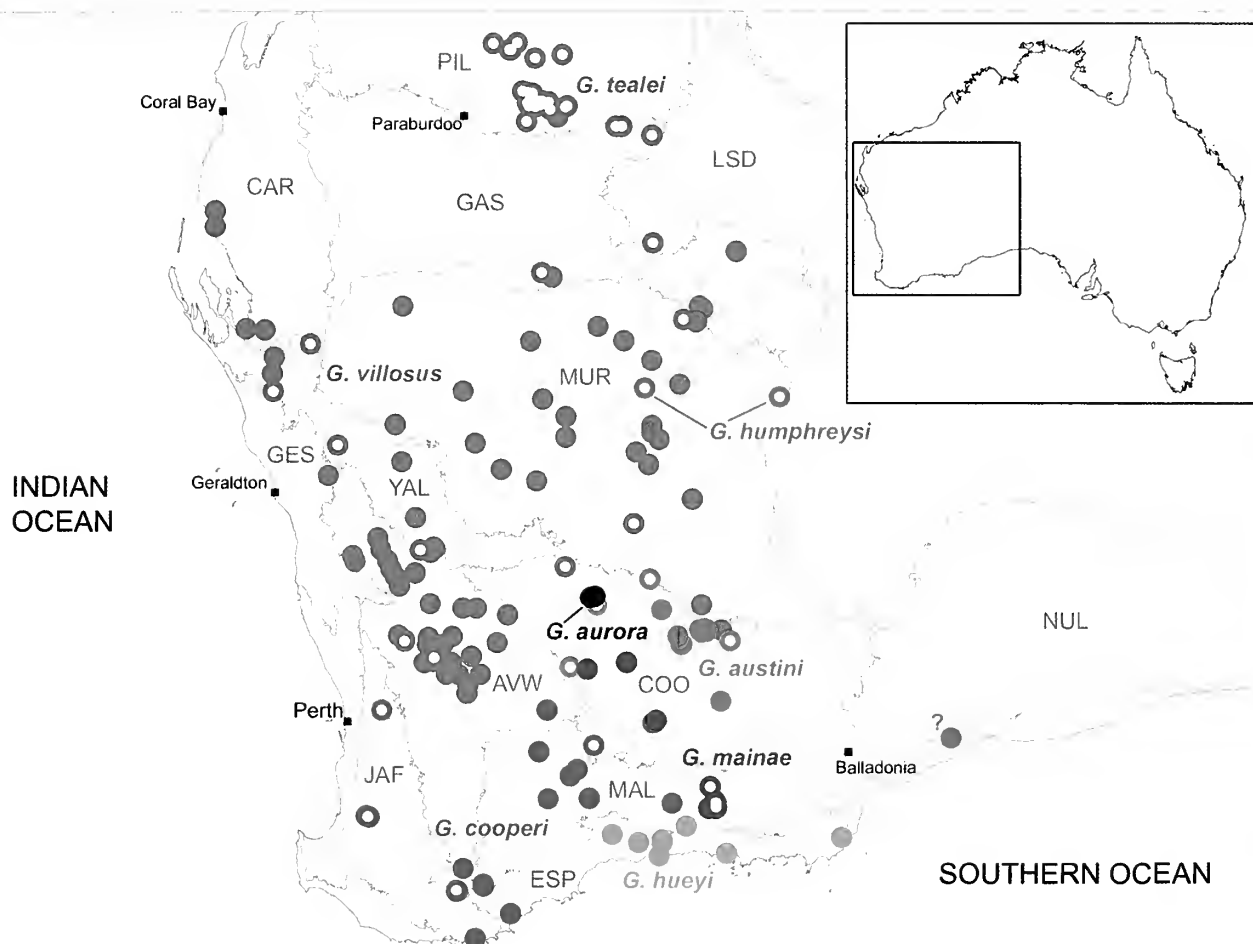 PIL
G. tealei
Coral Bay
Paraburdoo
LSD
CAR
GAS
G. villosus
MUR
G. humphreysi
GES
INDIAN
OCEAN
Geraldton
YAL
G. aurora
NUL
G. austini
AVW
COO
Perth
?
G. mainae
Balladonia
JAF
MAL
G. cooperi
ESP
G. hueyi
SOUTHERN OCEAN